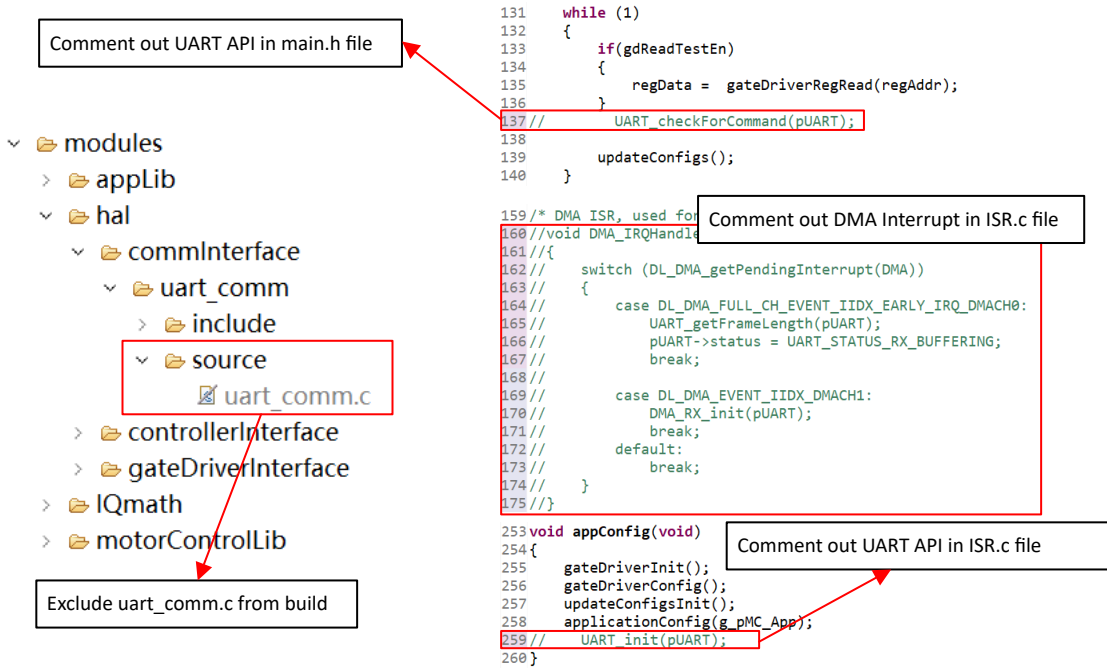 Comment out UART API in main.h file
modules
appLib
hal
commInterface
uart_comm
include
source
uart_comm.c
controllerInterface
gateDriverInterface
IQmath
motorControlLib
Exclude uart_comm.c from build
131 while (1)
132 {
133 if(gdReadTestEn)
134 {
135 regData = gateDriverRegRead(regAddr);
136 }
137 // UART_checkForCommand(pUART);
138
139 updateConfigs();
140 }
159 /* DMA ISR, used for
Comment out DMA Interrupt in ISR.c file
160 //void DMA_IRQHandle
161 //{
162 // switch (DL_DMA_getPendingInterrupt(DMA))
163 // {
164 // case DL_DMA_FULL_CH_EVENT_IIDX_EARLY_IRQ_DMACH0:
165 // UART_getFrameLength(pUART);
166 // pUART->status = UART_STATUS_RX_BUFFERING;
167 // break;
168 //
169 // case DL_DMA_EVENT_IIDX_DMACH1:
170 // DMA_RX_init(pUART);
171 // break;
172 // default:
173 // break;
174 // }
175 //}
253 void appConfig(void)
254 {
Comment out UART API in ISR.c file
255 gateDriverInit();
256 gateDriverConfig();
257 updateConfigsInit();
258 applicationConfig(g_pMC_App);
259 // UART_init(pUART);
260 }